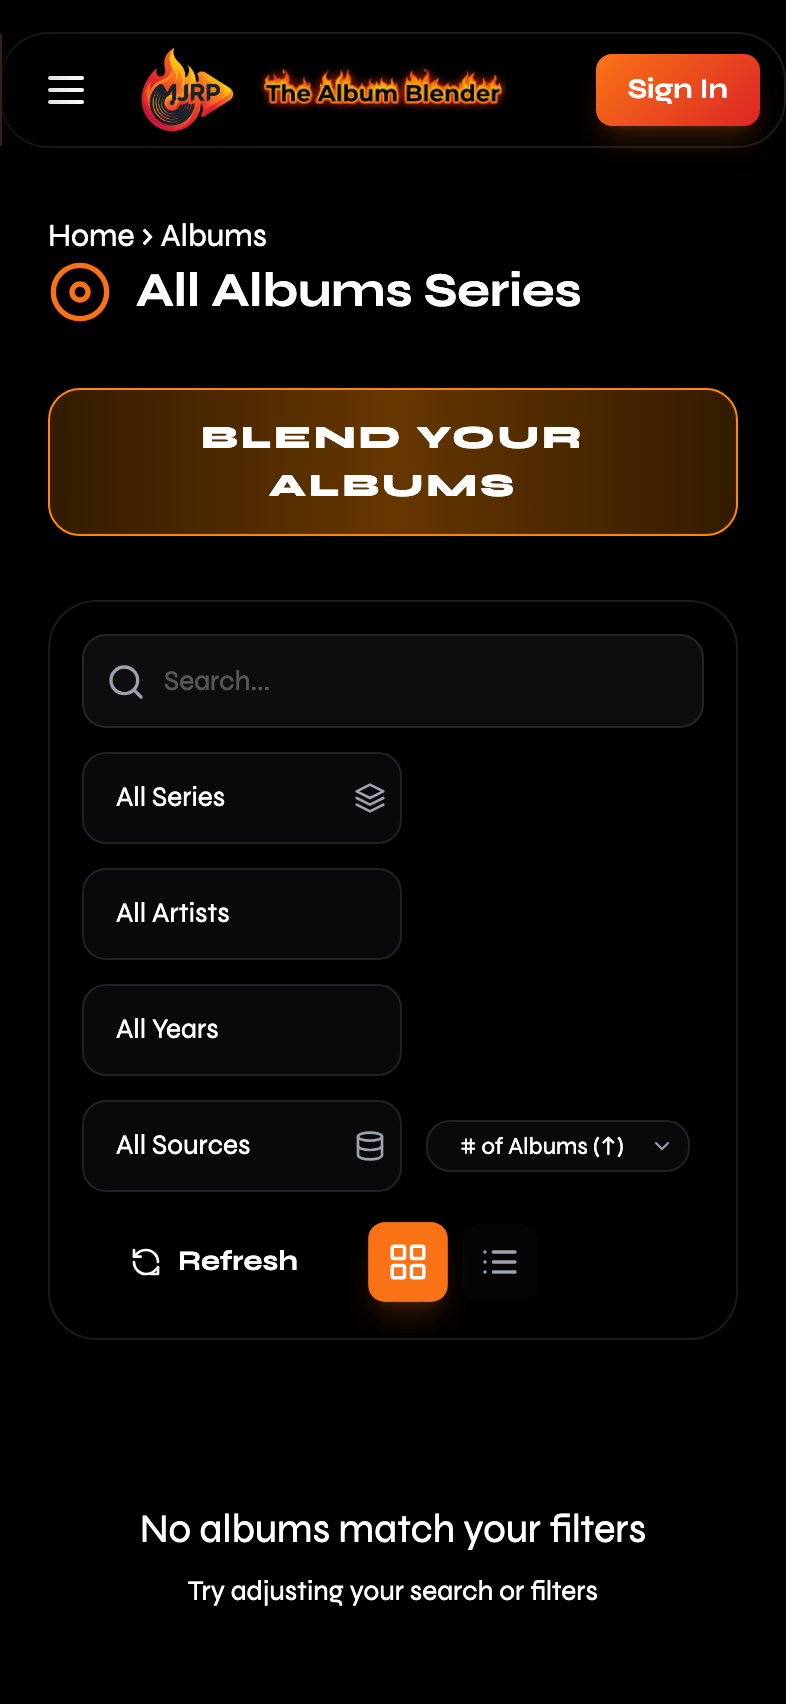 MJRP
The Album Blender
Sign In
Home › Albums
All Albums Series
BLEND YOUR
ALBUMS
Search...
All Series
All Artists
All Years
All Sources
# of Albums (↑)
Refresh
No albums match your filters
Try adjusting your search or filters